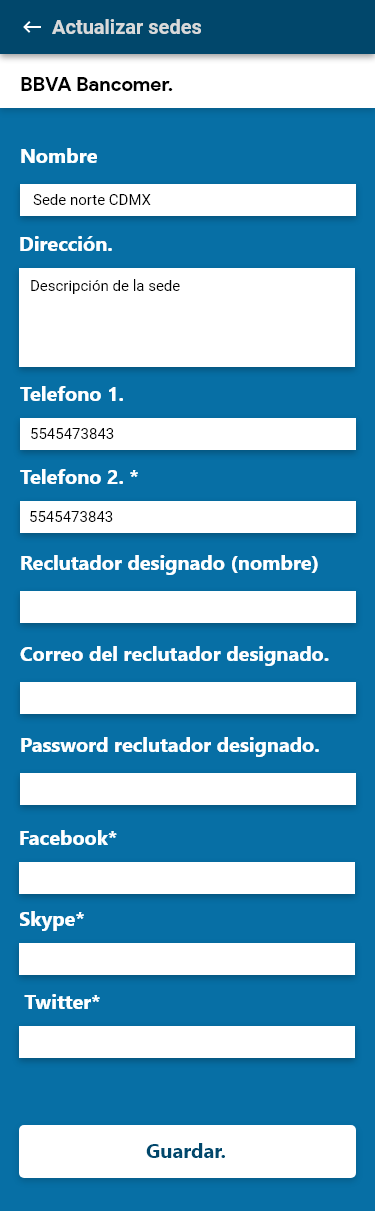 Actualizar sedes
BBVA Bancomer.
Nombre
Sede norte CDMX
Dirección.
Descripción de la sede
Telefono 1.
5545473843
Telefono 2. *
5545473843
Reclutador designado (nombre)
Correo del reclutador designado.
Password reclutador designado.
Facebook*
Skype*
Twitter*
Guardar.